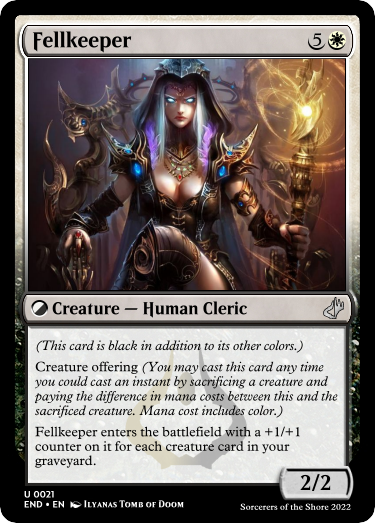 Fellkeeper 5
Creature — Human Cleric
(This card is black in addition to its other colors.)
Creature offering (You may cast this card any time
you could cast an instant by sacrificing a creature and
paying the difference in mana costs between this and the
sacrificed creature. Mana cost includes color.)
Fellkeeper enters the battlefield with a +1/+1
counter on it for each creature card in your
graveyard.
2/2
U 0021
END • EN Ilyanas Tomb of Doom
Sorcerers of the Shore 2022